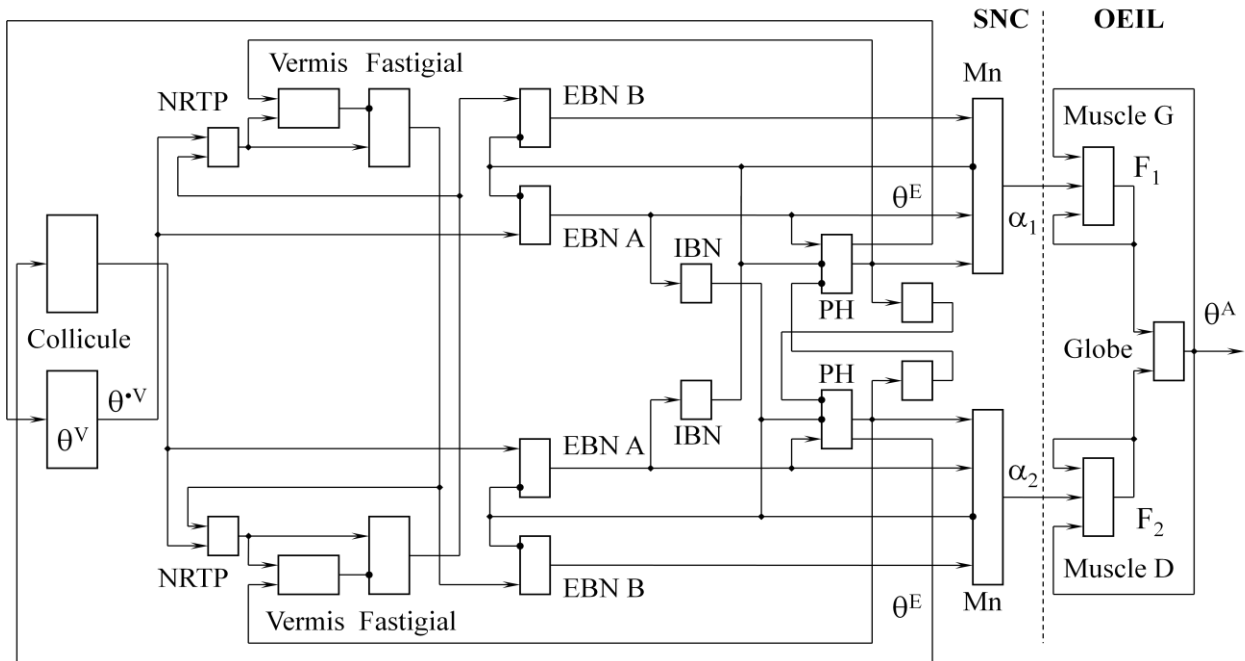 SNC OEIL
Vermis Fastigial
Mn
NRTP
EBN B
Muscle G
F1
θE
α1
EBN A
IBN
PH
Collicule
θA
Globe
θ•V
PH
θV
IBN
EBN A
α2
F2
NRTP
EBN B
Muscle D
Vermis Fastigial
θE
Mn